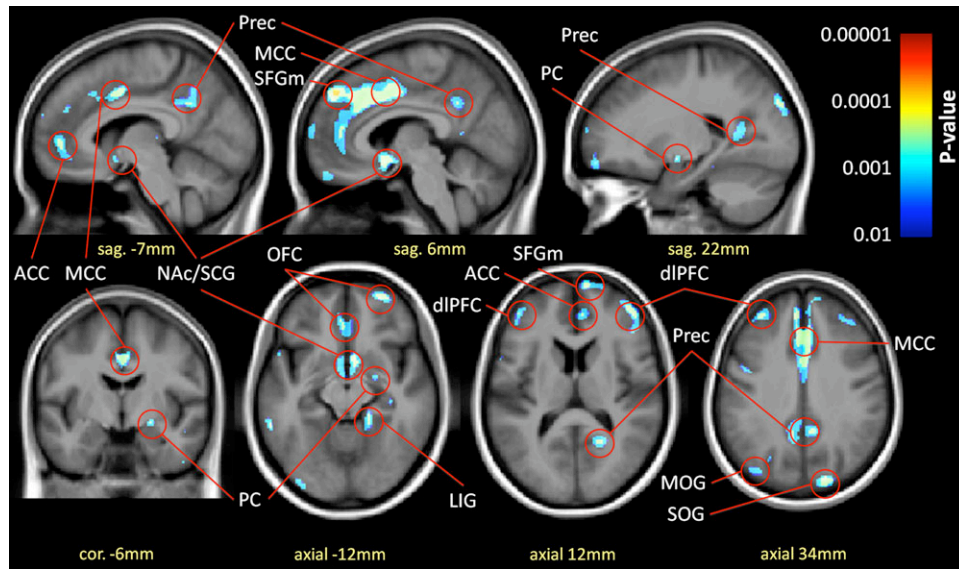 Prec
MCC
SFGm
Prec
PC
0.00001
0.0001
0.001
0.01
P-value
sag. -7mm
sag. 6mm
sag. 22mm
ACC
MCC
NAc/SCG
OFC
dlPFC
ACC
SFGm
dlPFC
Prec
MCC
PC
LIG
MOG
SOG
cor. -6mm
axial -12mm
axial 12mm
axial 34mm